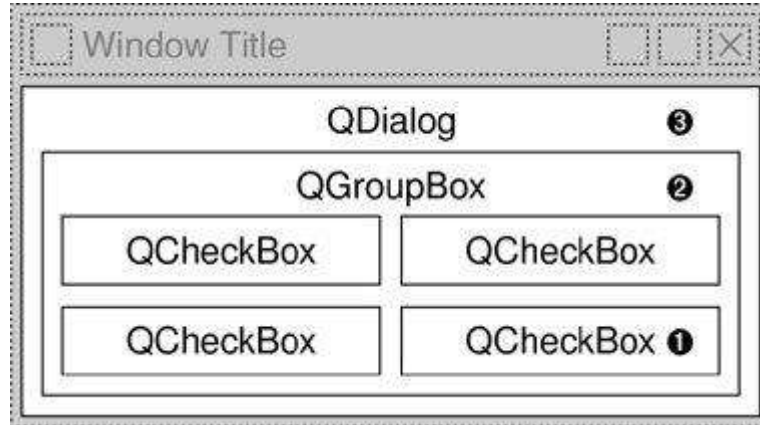 Window Title
QDialog ❸
QGroupBox ❷
QCheckBox QCheckBox
QCheckBox QCheckBox ❶